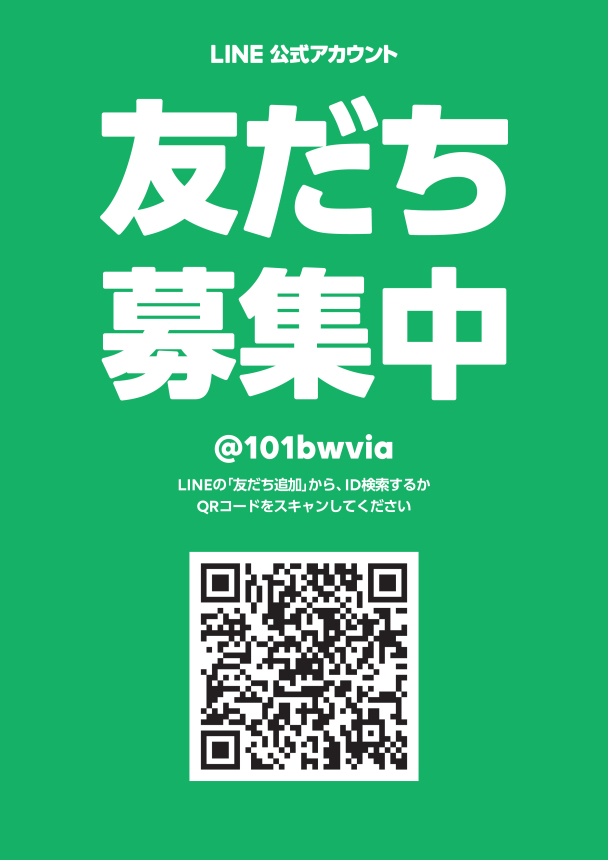 LINE 公式アカウント
友だち
募集中
@101bwvia
LINEの「友だち追加」から、ID検索するか
QRコードをスキャンしてください